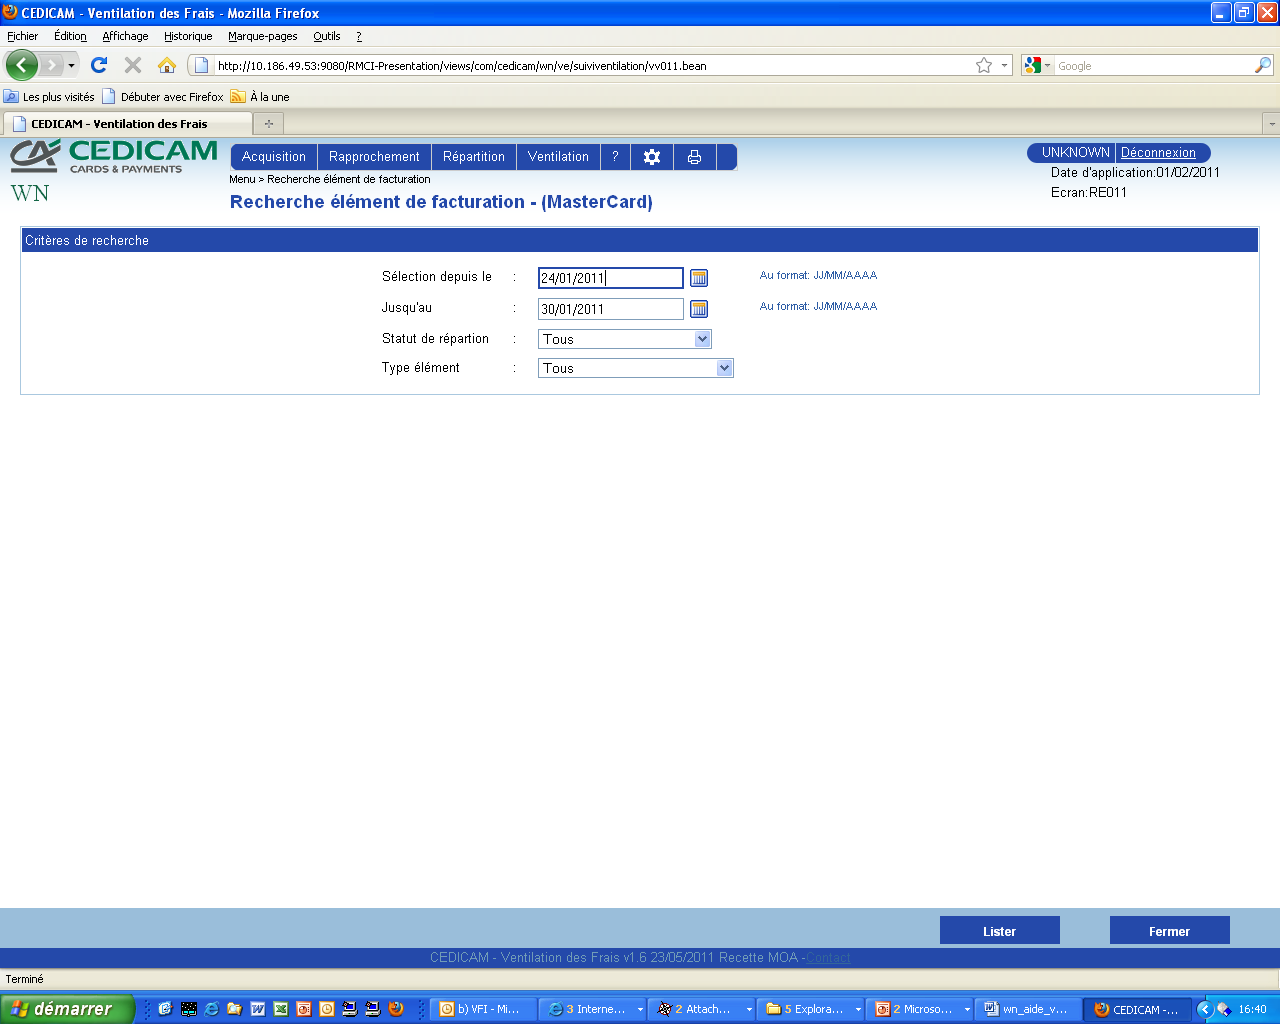 CEDICAM - Ventilation des Frais - Mozilla Firefox
Fichier Édition Affichage Historique Marque-pages Outils ?
http://10.186.49.53:9080/RMCI-Presentation/views/com/cedicam/wn/ve/suiviventilation/vv011.bean
Google
Les plus visités Débuter avec Firefox À la une
CEDICAM - Ventilation des Frais
CA CEDICAM
CARDS & PAYMENTS
WN
Acquisition Rapprochement Répartition Ventilation ?
UNKNOWN Déconnexion
Date d'application:01/02/2011
Ecran:RE011
Menu > Recherche élément de facturation
Recherche élément de facturation - (MasterCard)
Critères de recherche
Sélection depuis le : 24/01/2011 Au format: JJ/MM/AAAA
Jusqu'au : 30/01/2011 Au format: JJ/MM/AAAA
Statut de répartion : Tous
Type élément : Tous
Lister Fermer
CEDICAM - Ventilation des Frais v1.6 23/05/2011 Recette MOA -Contact
Terminé
démarrer b) VFI - Mi... 3 Interne... 2 Attach... 5 Explora... 2 Microso... wn_aide_v... CEDICAM -... 16:40